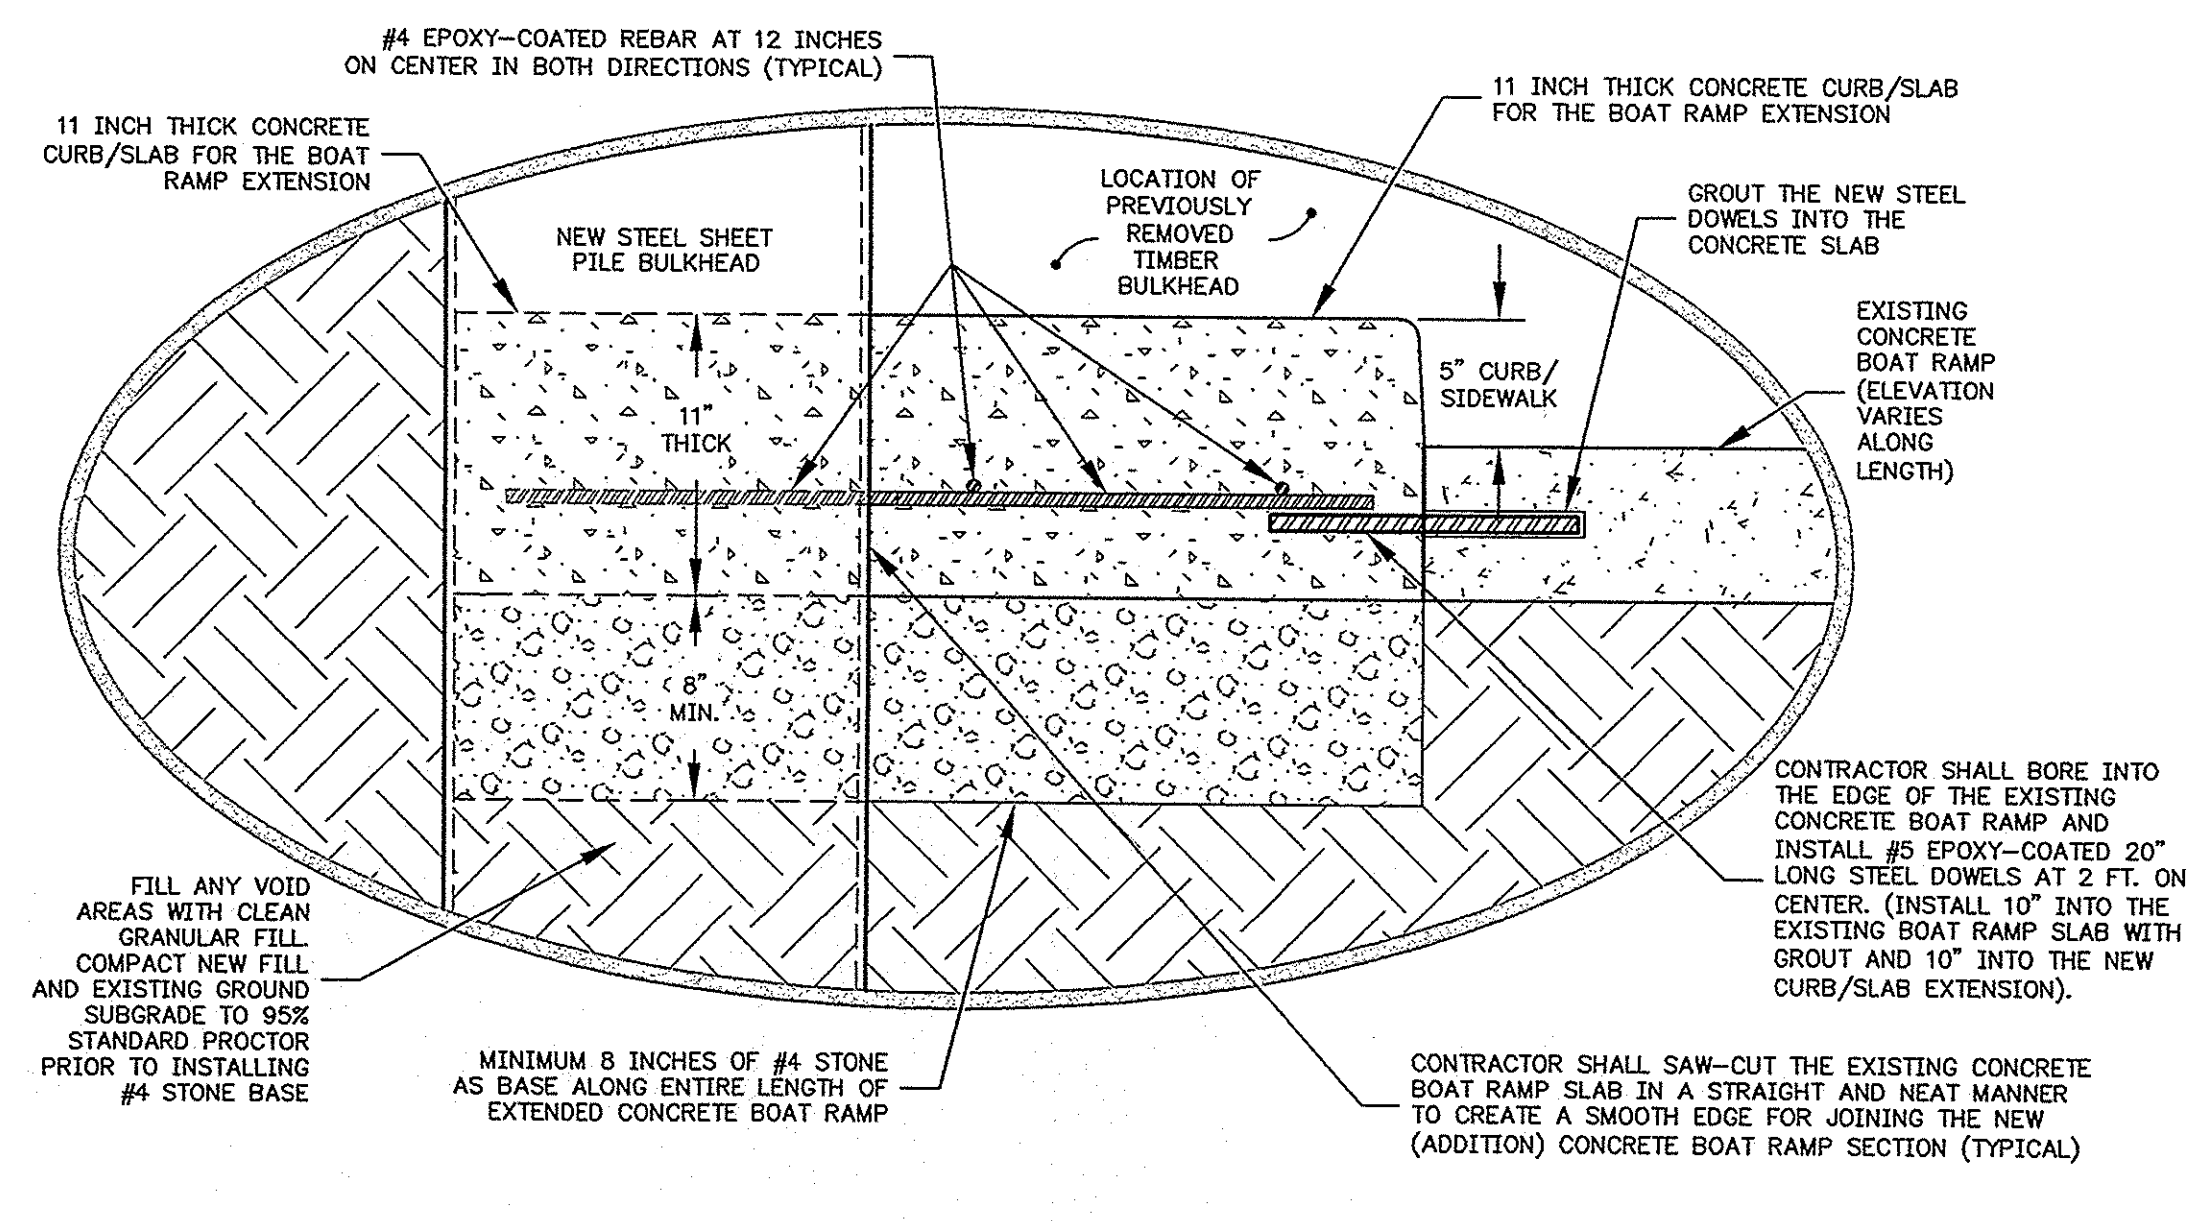 #4 EPOXY-COATED REBAR AT 12 INCHES
ON CENTER IN BOTH DIRECTIONS (TYPICAL)
11 INCH THICK CONCRETE CURB/SLAB
FOR THE BOAT RAMP EXTENSION
11 INCH THICK CONCRETE
CURB/SLAB FOR THE BOAT
RAMP EXTENSION
NEW STEEL SHEET
PILE BULKHEAD
LOCATION OF
PREVIOUSLY
REMOVED
TIMBER
BULKHEAD
GROUT THE NEW STEEL
DOWELS INTO THE
CONCRETE SLAB
EXISTING
CONCRETE
BOAT RAMP
(ELEVATION
VARIES
ALONG
LENGTH)
5" CURB/
SIDEWALK
11"
THICK
8"
MIN.
FILL ANY VOID
AREAS WITH CLEAN
GRANULAR FILL.
COMPACT NEW FILL
AND EXISTING GROUND
SUBGRADE TO 95%
STANDARD PROCTOR
PRIOR TO INSTALLING
#4 STONE BASE
MINIMUM 8 INCHES OF #4 STONE
AS BASE ALONG ENTIRE LENGTH OF
EXTENDED CONCRETE BOAT RAMP
CONTRACTOR SHALL BORE INTO
THE EDGE OF THE EXISTING
CONCRETE BOAT RAMP AND
INSTALL #5 EPOXY-COATED 20"
LONG STEEL DOWELS AT 2 FT. ON
CENTER. (INSTALL 10" INTO THE
EXISTING BOAT RAMP SLAB WITH
GROUT AND 10" INTO THE NEW
CURB/SLAB EXTENSION).
CONTRACTOR SHALL SAW-CUT THE EXISTING CONCRETE
BOAT RAMP SLAB IN A STRAIGHT AND NEAT MANNER
TO CREATE A SMOOTH EDGE FOR JOINING THE NEW
(ADDITION) CONCRETE BOAT RAMP SECTION (TYPICAL)